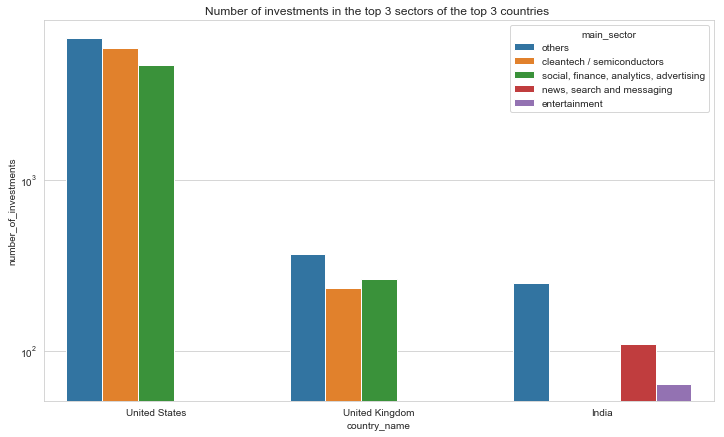 Number of investments in the top 3 sectors of the top 3 countries
main_sector
others
cleantech / semiconductors
social, finance, analytics, advertising
news, search and messaging
entertainment
number_of_investments
10³
10²
United States
United Kingdom
India
country_name